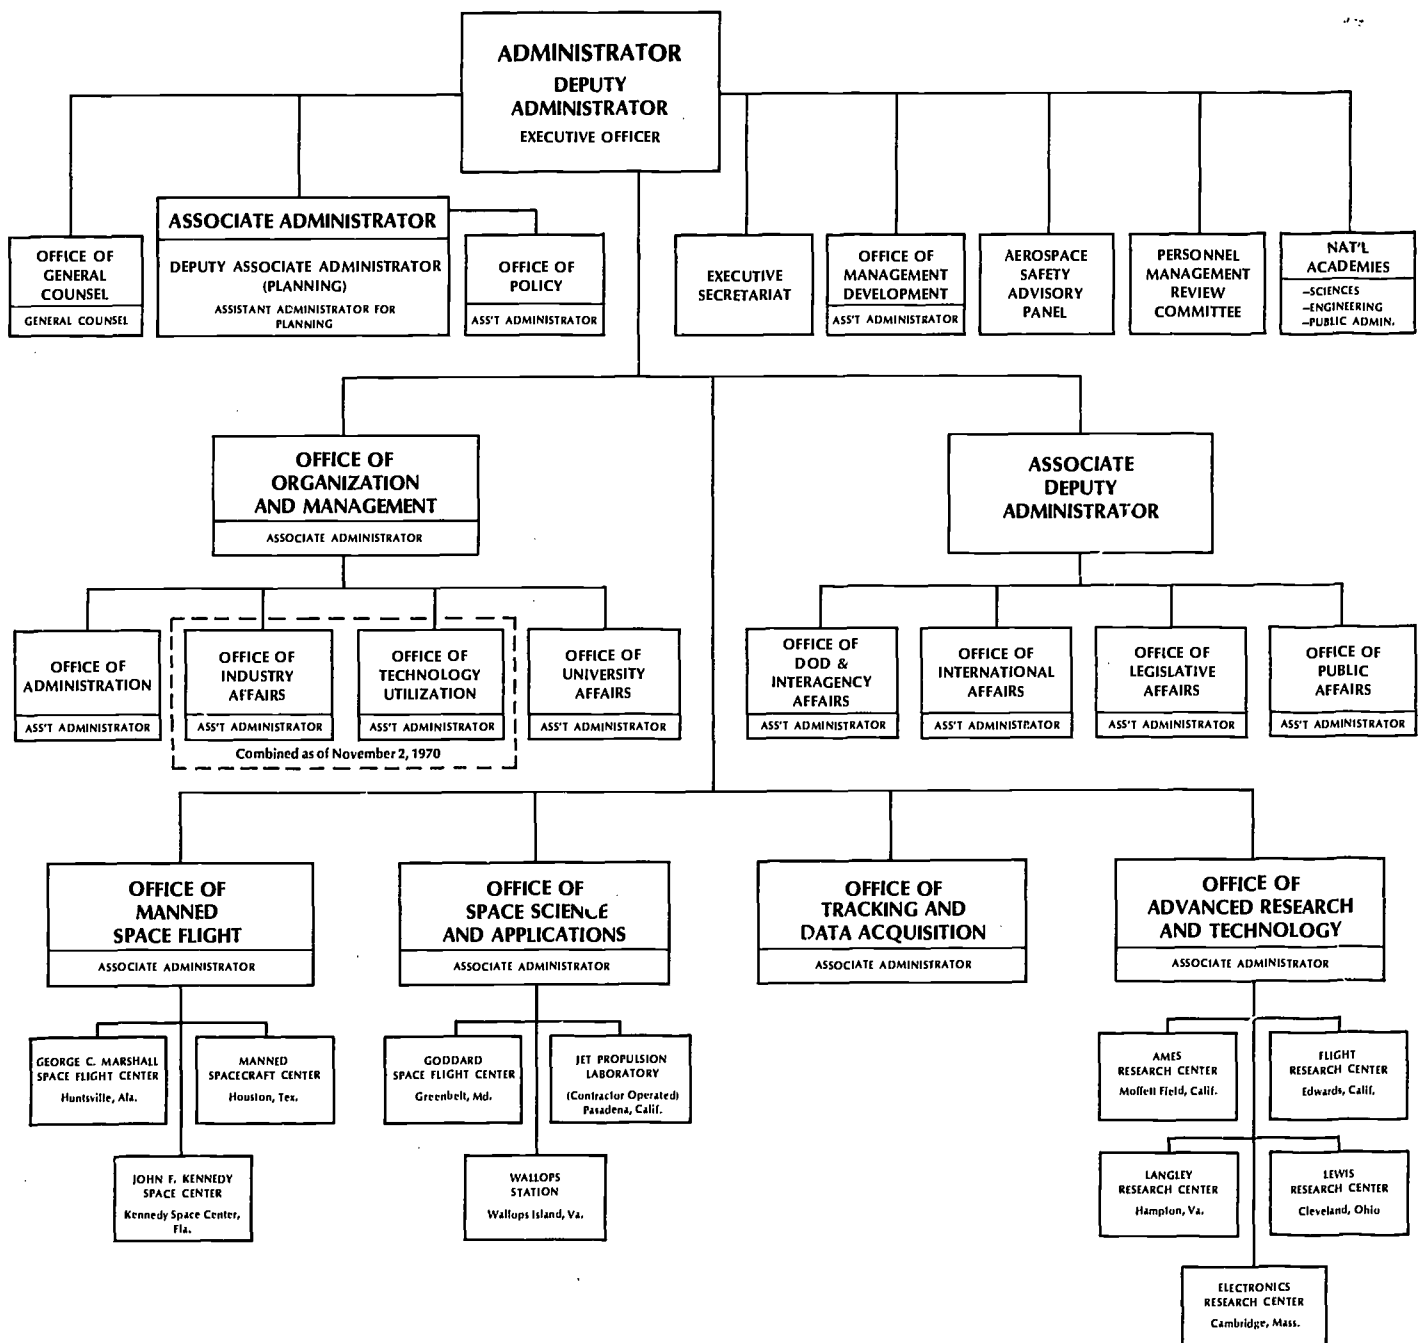 ADMINISTRATOR
DEPUTY
ADMINISTRATOR
EXECUTIVE OFFICER
OFFICE OF
GENERAL
COUNSEL
GENERAL COUNSEL
ASSOCIATE ADMINISTRATOR
DEPUTY ASSOCIATE ADMINISTRATOR
(PLANNING)
ASSISTANT ADMINISTRATOR FOR
PLANNING
OFFICE OF
POLICY
ASS'T ADMINISTRATOR
EXECUTIVE
SECRETARIAT
OFFICE OF
MANAGEMENT
DEVELOPMENT
ASS'T ADMINISTRATOR
AEROSPACE
SAFETY
ADVISORY
PANEL
PERSONNEL
MANAGEMENT
REVIEW
COMMITTEE
NAT'L
ACADEMIES
—SCIENCES
—ENGINEERING
—PUBLIC ADMIN.
OFFICE OF
ORGANIZATION
AND MANAGEMENT
ASSOCIATE ADMINISTRATOR
ASSOCIATE
DEPUTY
ADMINISTRATOR
OFFICE OF
ADMINISTRATION
ASS'T ADMINISTRATOR
OFFICE OF
INDUSTRY
AFFAIRS
ASS'T ADMINISTRATOR
OFFICE OF
TECHNOLOGY
UTILIZATION
ASS'T ADMINISTRATOR
Combined as of November 2, 1970
OFFICE OF
UNIVERSITY
AFFAIRS
ASS'T ADMINISTRATOR
OFFICE OF
DOD &
INTERAGENCY
AFFAIRS
ASS'T ADMINISTRATOR
OFFICE OF
INTERNATIONAL
AFFAIRS
ASS'T ADMINISTRATOR
OFFICE OF
LEGISLATIVE
AFFAIRS
ASS'T ADMINISTRATOR
OFFICE OF
PUBLIC
AFFAIRS
ASS'T ADMINISTRATOR
OFFICE OF
MANNED
SPACE FLIGHT
ASSOCIATE ADMINISTRATOR
OFFICE OF
SPACE SCIENCE
AND APPLICATIONS
ASSOCIATE ADMINISTRATOR
OFFICE OF
TRACKING AND
DATA ACQUISITION
ASSOCIATE ADMINISTRATOR
OFFICE OF
ADVANCED RESEARCH
AND TECHNOLOGY
ASSOCIATE ADMINISTRATOR
GEORGE C. MARSHALL
SPACE FLIGHT CENTER
Huntsville, Ala.
MANNED
SPACECRAFT CENTER
Houston, Tex.
JOHN F. KENNEDY
SPACE CENTER
Kennedy Space Center,
Fla.
GODDARD
SPACE FLIGHT CENTER
Greenbelt, Md.
JET PROPULSION
LABORATORY
(Contractor Operated)
Pasadena, Calif.
WALLOPS
STATION
Wallops Island, Va.
AMES
RESEARCH CENTER
Moffett Field, Calif.
FLIGHT
RESEARCH CENTER
Edwards, Calif.
LANGLEY
RESEARCH CENTER
Hampton, Va.
LEWIS
RESEARCH CENTER
Cleveland, Ohio
ELECTRONICS
RESEARCH CENTER
Cambridge, Mass.